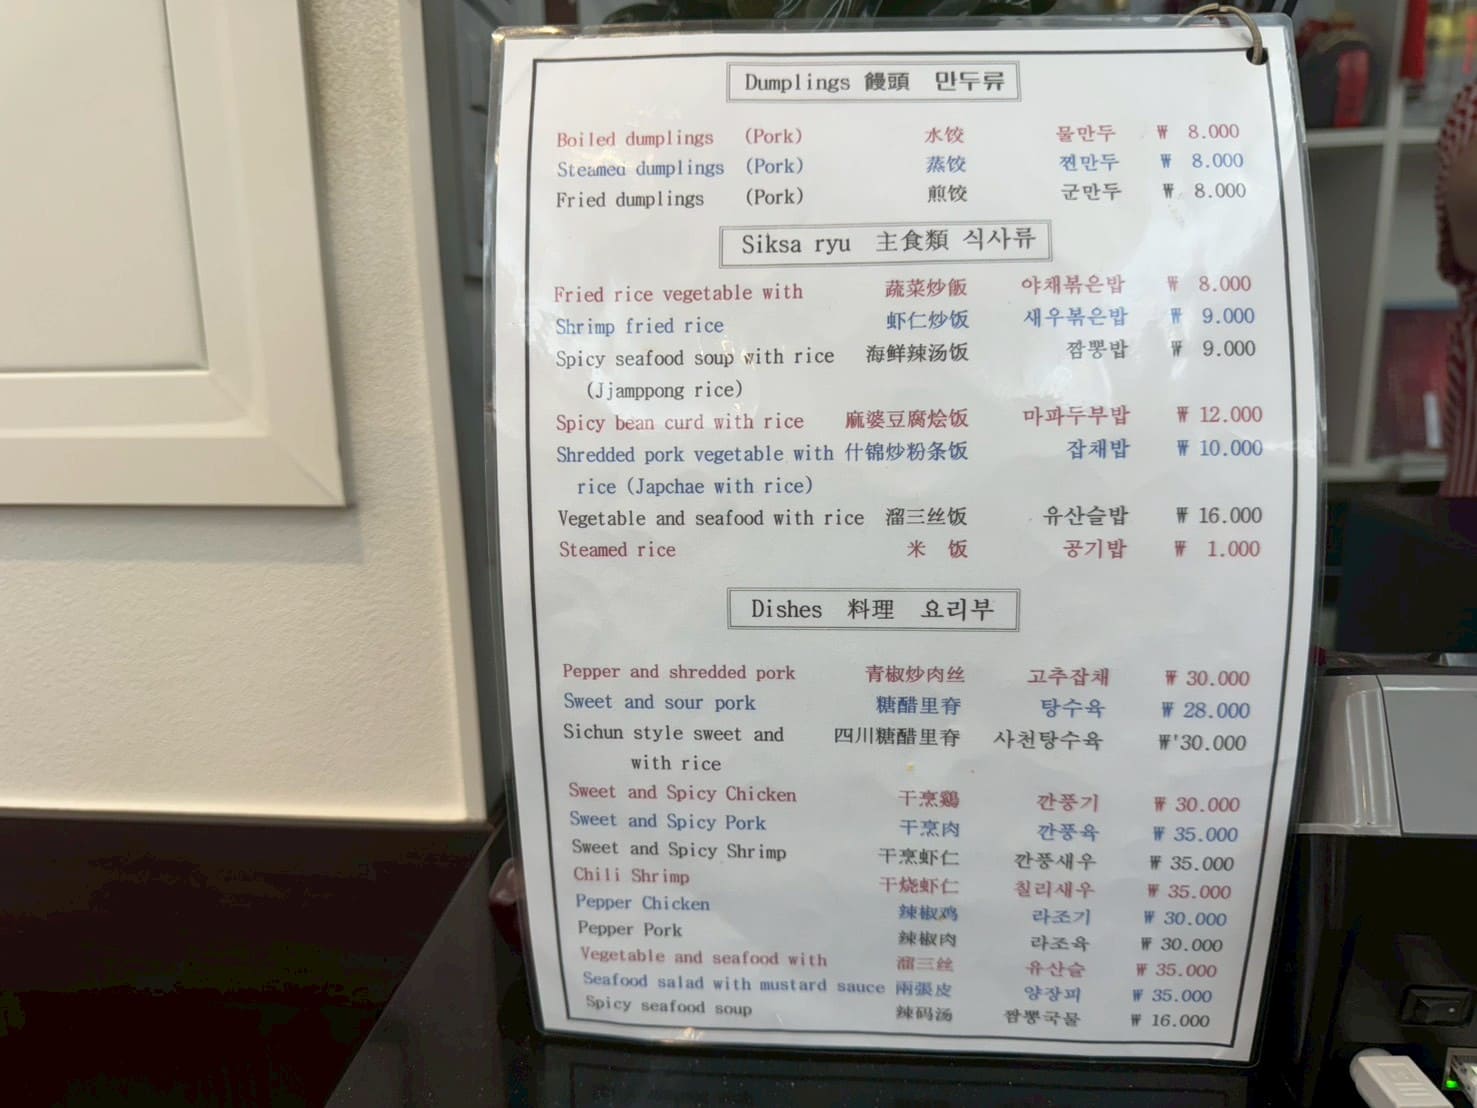 Dumplings 饅頭 만두류
Boiled dumplings (Pork) 水饺 물만두 ₩ 8.000
Steamed dumplings (Pork) 蒸饺 찐만두 ₩ 8.000
Fried dumplings (Pork) 煎饺 군만두 ₩ 8.000
Siksa ryu 主食類 식사류
Fried rice vegetable with 蔬菜炒飯 야채볶은밥 ₩ 8.000
Shrimp fried rice 虾仁炒饭 새우볶은밥 ₩ 9.000
Spicy seafood soup with rice 海鲜辣汤饭 짬뽕밥 ₩ 9.000
(Jjamppong rice)
Spicy bean curd with rice 麻婆豆腐烩饭 마파두부밥 ₩ 12.000
Shredded pork vegetable with 什锦炒粉条饭 잡채밥 ₩ 10.000
rice (Japchae with rice)
Vegetable and seafood with rice 溜三丝饭 유산슬밥 ₩ 16.000
Steamed rice 米 饭 공기밥 ₩ 1.000
Dishes 料理 요리부
Pepper and shredded pork 青椒炒肉丝 고추잡채 ₩ 30.000
Sweet and sour pork 糖醋里脊 탕수육 ₩ 28.000
Sichun style sweet and 四川糖醋里脊 사천탕수육 ₩'30.000
with rice
Sweet and Spicy Chicken 干烹鷄 깐풍기 ₩ 30.000
Sweet and Spicy Pork 干烹肉 깐풍육 ₩ 35.000
Sweet and Spicy Shrimp 干烹虾仁 깐풍새우 ₩ 35.000
Chili Shrimp 干烧虾仁 칠리새우 ₩ 35.000
Pepper Chicken 辣椒鸡 라조기 ₩ 30.000
Pepper Pork 辣椒肉 라조육 ₩ 30.000
Vegetable and seafood with 溜三丝 유산슬 ₩ 35.000
Seafood salad with mustard sauce 兩張皮 양장피 ₩ 35.000
Spicy seafood soup 辣码汤 짬뽕국물 ₩ 16.000